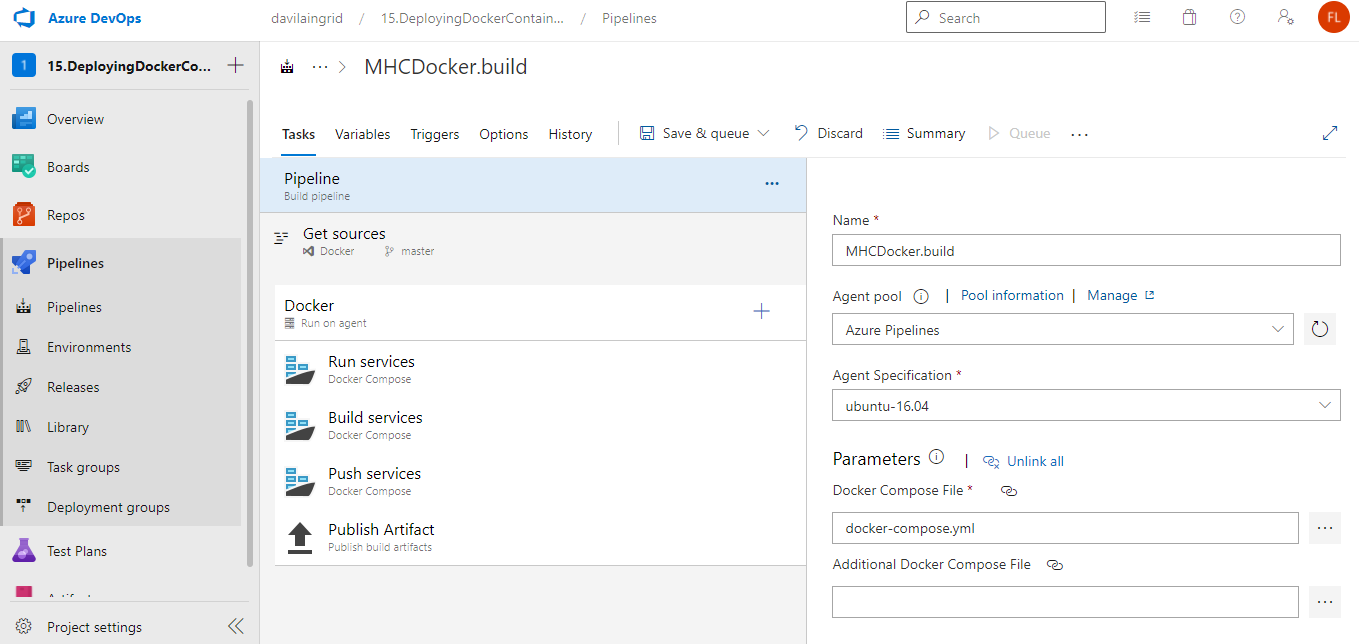 Azure DevOps
davilaingrid / 15.DeployingDockerContain... / Pipelines
Search
FL
1
15.DeployingDockerCo...
Overview
Boards
Repos
Pipelines
Pipelines
Environments
Releases
Library
Task groups
Deployment groups
Test Plans
Project settings
... > MHCDocker.build
Tasks
Variables
Triggers
Options
History
Save & queue
Discard
Summary
Queue
...
Pipeline
Build pipeline
...
Get sources
Docker
master
Docker
Run on agent
Run services
Docker Compose
Build services
Docker Compose
Push services
Docker Compose
Publish Artifact
Publish build artifacts
Name *
MHCDocker.build
Agent pool | Pool information | Manage
Azure Pipelines
Agent Specification *
ubuntu-16.04
Parameters | Unlink all
Docker Compose File *
docker-compose.yml
...
Additional Docker Compose File
...